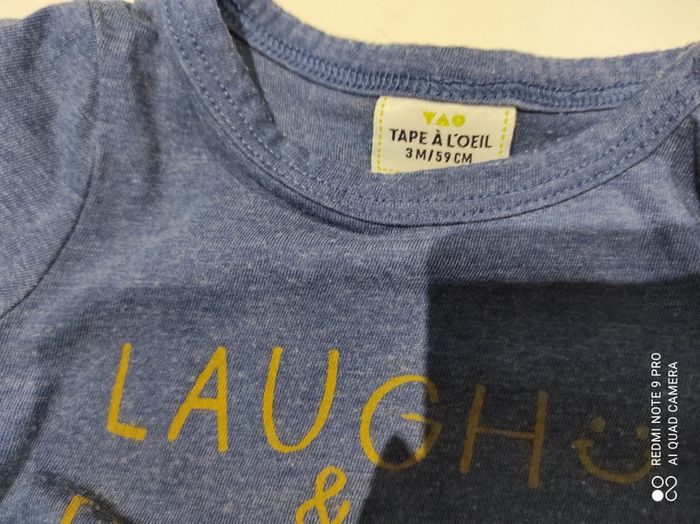 TAO
TAPE À L'OEIL
3 M/59 CM
LAUGH
&
REDMI NOTE 9 PRO
AI QUAD CAMERA